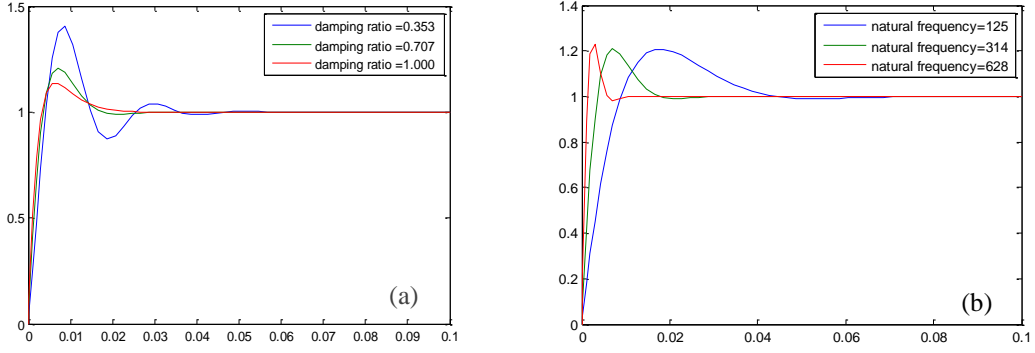 1.5
damping ratio =0.353
damping ratio =0.707
damping ratio =1.000
1
0.5
(a)
0
0 0.01 0.02 0.03 0.04 0.05 0.06 0.07 0.08 0.09 0.1
1.4
natural frequency=125
natural frequency=314
natural frequency=628
1.2
1
0.8
0.6
0.4
0.2
(b)
0
0 0.02 0.04 0.06 0.08 0.1